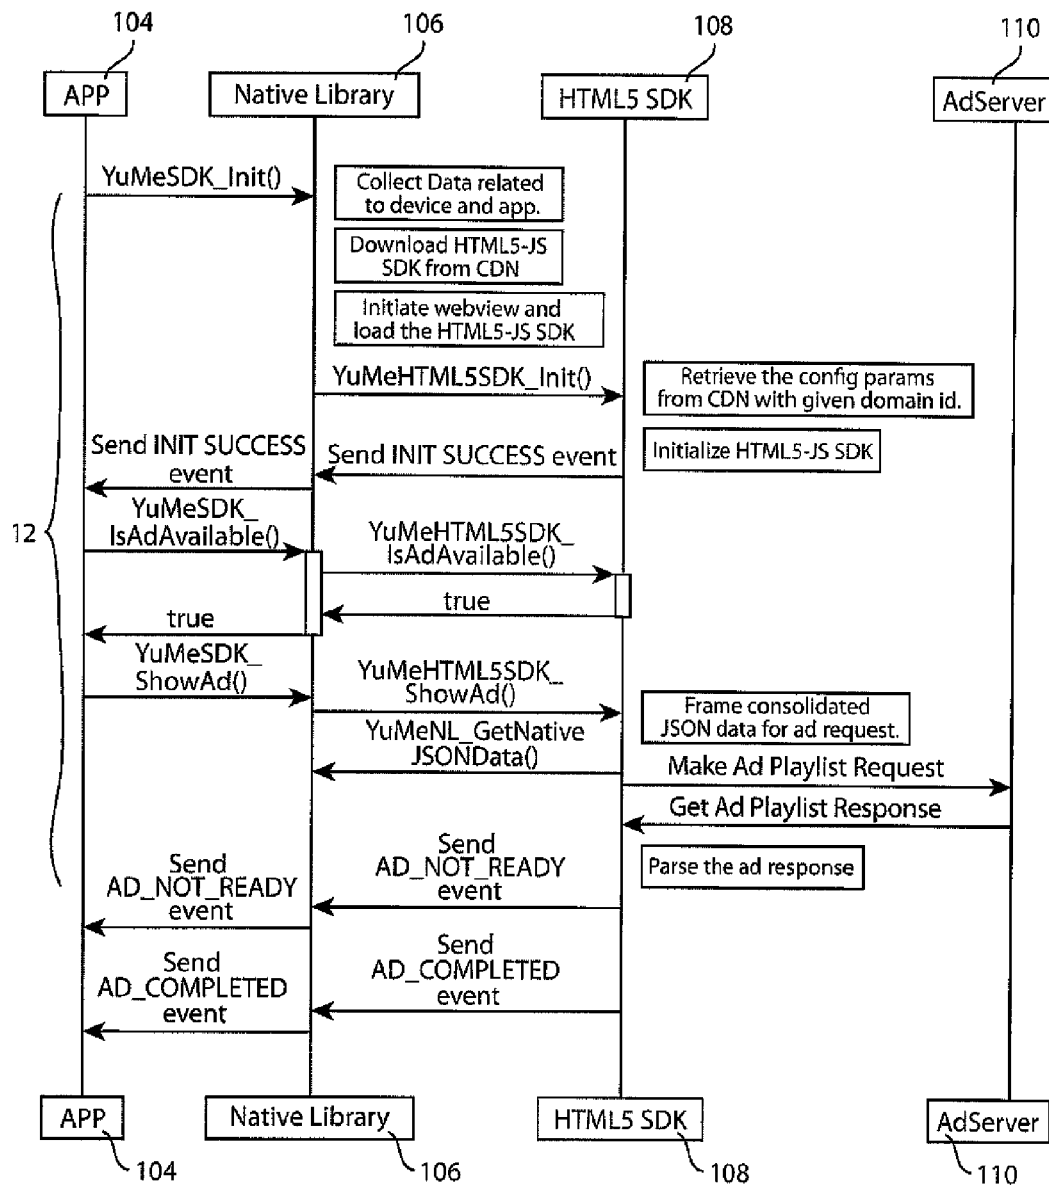 104
106
108
110
APP
Native Library
HTML5 SDK
AdServer
YuMeSDK_Init()
Collect Data related
to device and app.
Download HTML5-JS
SDK from CDN
Initiate webview and
load the HTML5-JS SDK
YuMeHTML5SDK_Init()
Retrieve the config params
from CDN with given domain id.
Initialize HTML5-JS SDK
Send INIT SUCCESS event
Send INIT SUCCESS
event
12
YuMeSDK_
IsAdAvailable()
YuMeHTML5SDK_
IsAdAvailable()
true
true
YuMeSDK_
ShowAd()
YuMeHTML5SDK_
ShowAd()
Frame consolidated
JSON data for ad request.
YuMeNL_GetNative
JSONData()
Make Ad Playlist Request
Get Ad Playlist Response
Parse the ad response
Send
AD_NOT_READY
event
Send
AD_NOT_READY
event
Send
AD_COMPLETED
event
Send
AD_COMPLETED
event
APP
Native Library
HTML5 SDK
AdServer
104
106
108
110